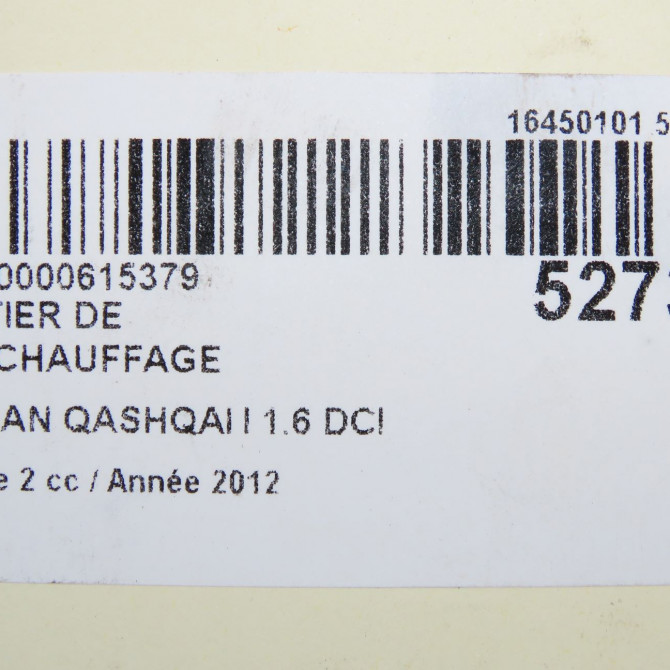 16450101 5
0000615379
5273
TIER DE
CHAUFFAGE
AN QASHQAI I 1.6 DCI
e 2 cc / Année 2012